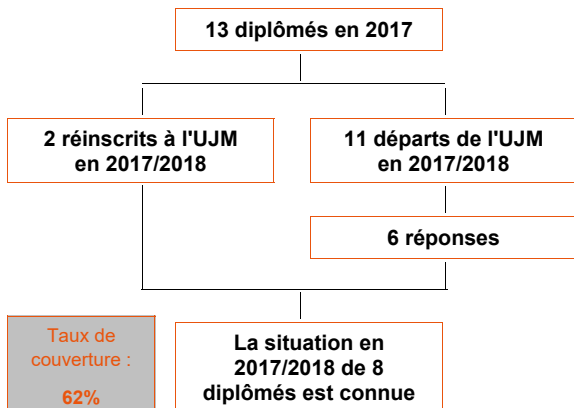 13 diplômés en 2017
2 réinscrits à l'UJM
en 2017/2018
11 départs de l'UJM
en 2017/2018
6 réponses
Taux de
couverture :
62%
La situation en
2017/2018 de 8
diplômés est connue